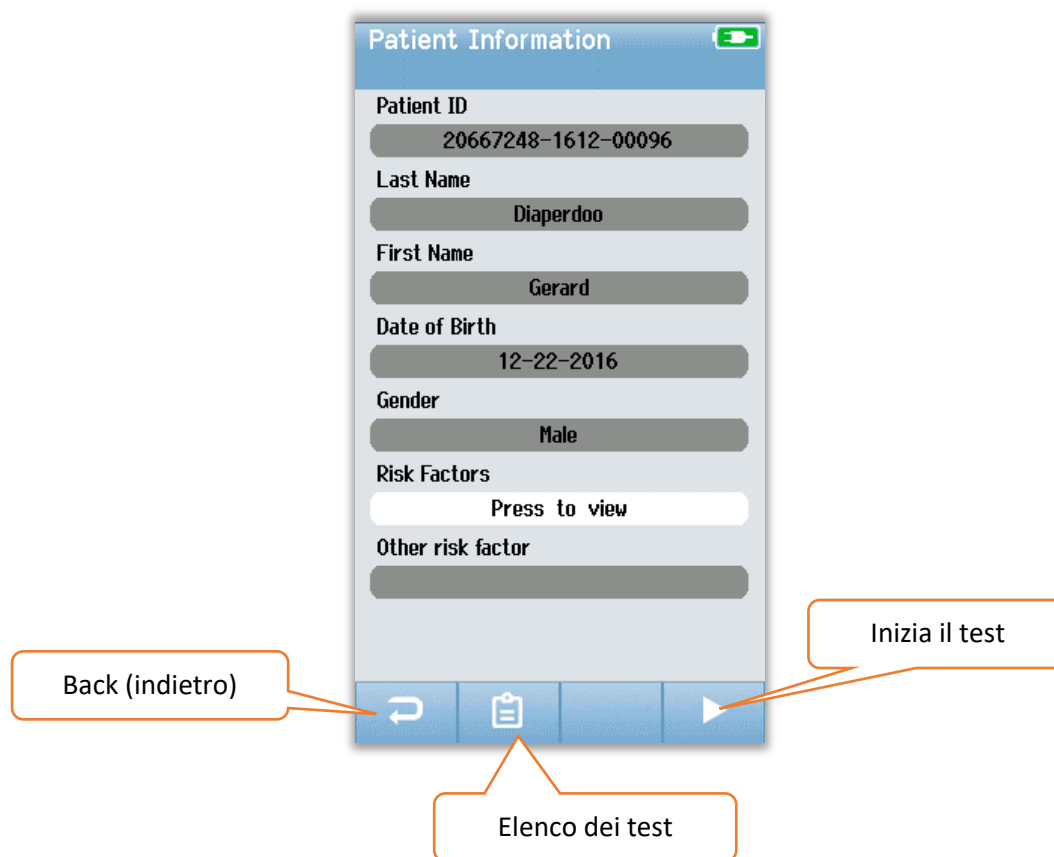 Patient Information
Patient ID
20667248-1612-00096
Last Name
Diaperdoo
First Name
Gerard
Date of Birth
12-22-2016
Gender
Male
Risk Factors
Press to view
Other risk factor
Inizia il test
Back (indietro)
Elenco dei test